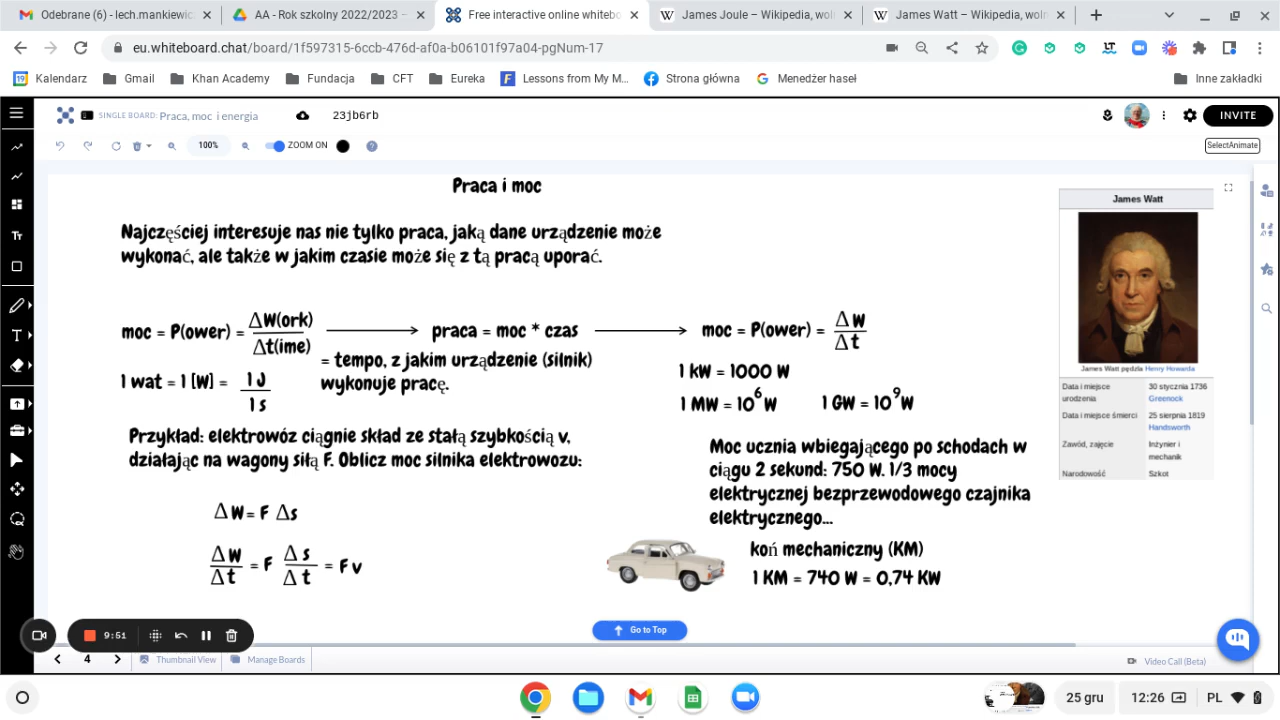 Odebrane (6) - lech.mankiewicz
AA - Rok szkolny 2022/2023 –
Free interactive online whitebo
James Joule – Wikipedia, woln
James Watt – Wikipedia, woln
eu.whiteboard.chat/board/1f597315-6ccb-476d-af0a-b06101f97a04-pgNum-17
Kalendarz
Gmail
Khan Academy
Fundacja
CFT
Eureka
Lessons from My M...
Strona główna
Menedżer haseł
Inne zakładki
SINGLE BOARD: Praca, moc i energia
23jb6rb
INVITE
100%
ZOOM ON
SelectAnimate
Praca i moc
Najczęściej interesuje nas nie tylko praca, jaką dane urządzenie może
wykonać, ale także w jakim czasie może się z tą pracą uporać.
moc = P(ower) = ΔW(ork)
Δt(ime)
praca = moc * czas
moc = P(ower) = ΔW
Δt
= tempo, z jakim urządzenie (silnik)
wykonuje pracę.
1 wat = 1 [W] = 1 J
1 s
1 kW = 1000 W
1 MW = 10⁶ W
1 GW = 10⁹ W
Przykład: elektrowóz ciągnie skład ze stałą szybkością v,
działając na wagony siłą F. Oblicz moc silnika elektrowozu:
ΔW = F Δs
ΔW
Δt
= F Δs
Δt
= F v
Moc ucznia wbiegającego po schodach w
ciągu 2 sekund: 750 W. 1/3 mocy
elektrycznej bezprzewodowego czajnika
elektrycznego...
koń mechaniczny (KM)
1 KM = 740 W = 0,74 KW
James Watt
James Watt pędzla Henry Howarda
Data i miejsce urodzenia
30 stycznia 1736
Greenock
Data i miejsce śmierci
25 sierpnia 1819
Handsworth
Zawód, zajęcie
Inżynier i
mechanik
Narodowość
Szkot
9:51
Go to Top
4
Thumbnail View
Manage Boards
Video Call (Beta)
25 gru
12:26
PL